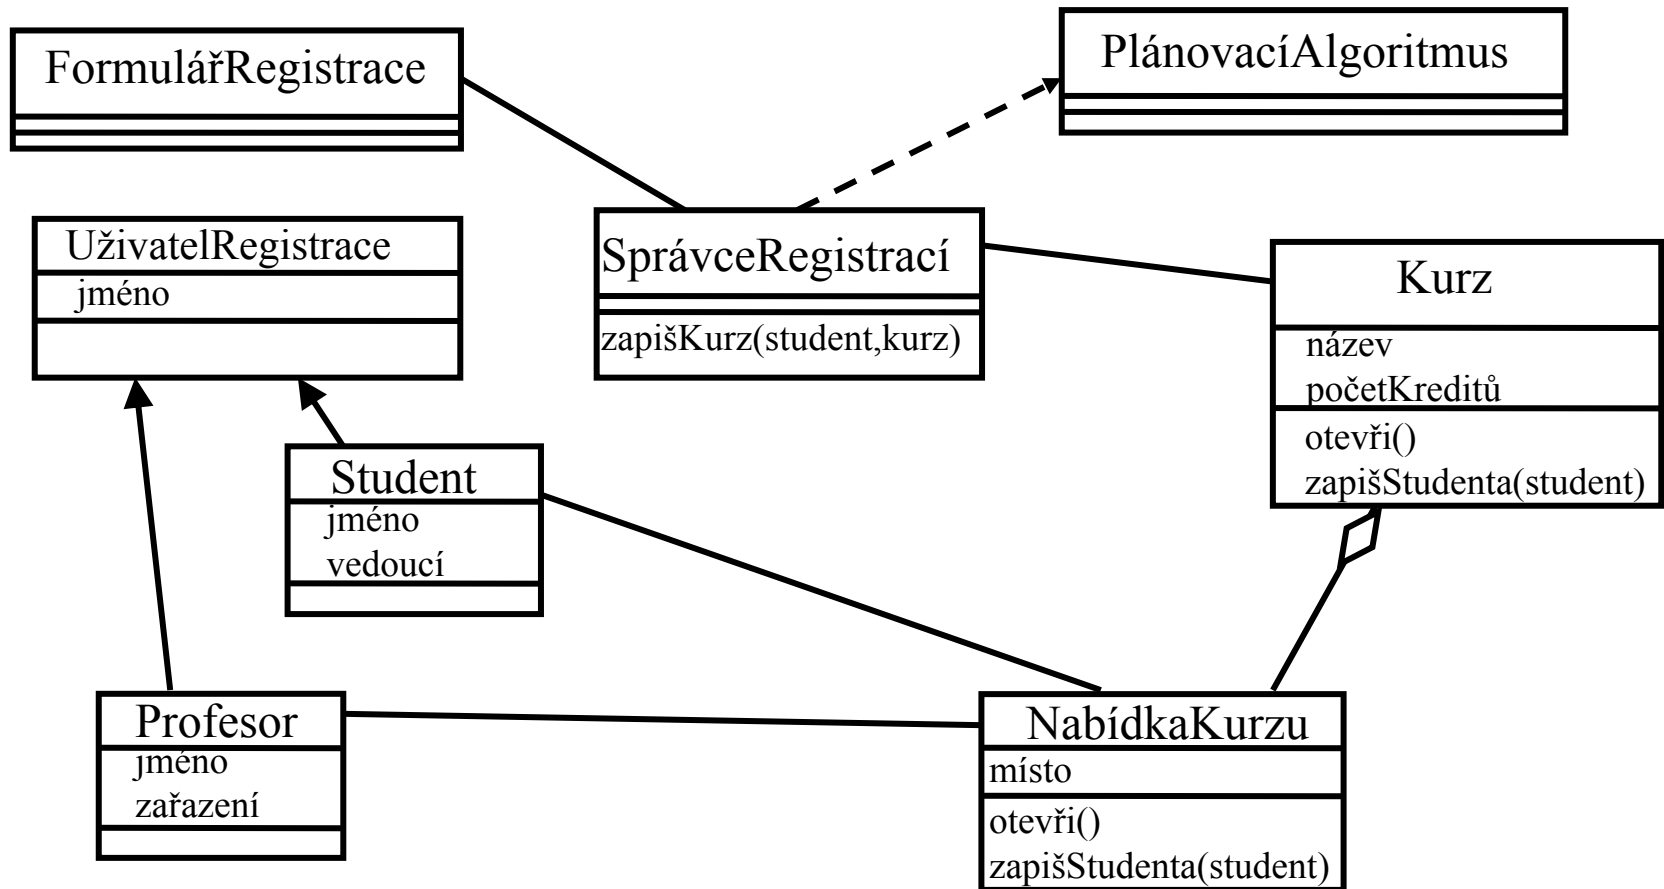 FormulářRegistrace
PlánovacíAlgoritmus
UživatelRegistrace
jméno
SprávceRegistrací
zapišKurz(student,kurz)
Kurz
název
početKreditů
otevři()
zapišStudenta(student)
Student
jméno
vedoucí
Profesor
jméno
zařazení
NabídkaKurzu
místo
otevři()
zapišStudenta(student)